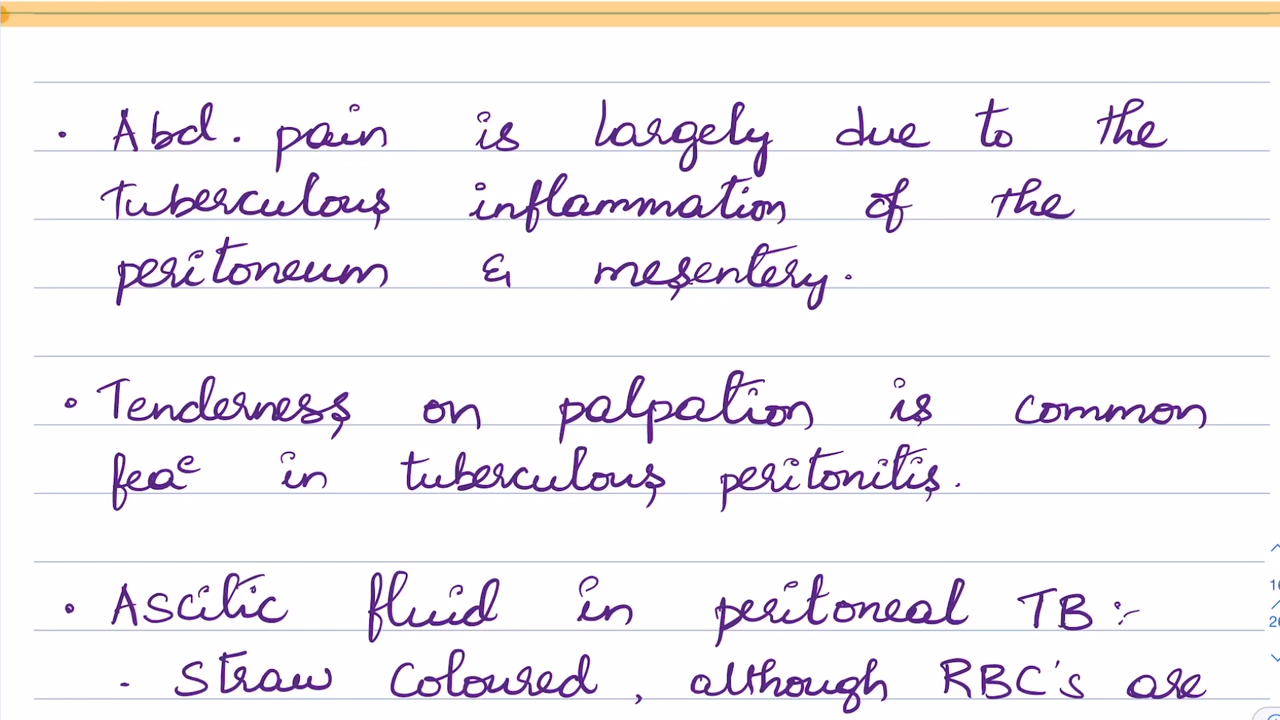 · Abd. pain is largely due to the
tuberculous inflammation of the
peritoneum & mesentery.
· Tenderness on palpation is common
feaᵉ in tuberculous peritonitis.
· Ascitic fluid in peritoneal TB :-
- Straw coloured, although RBC's are